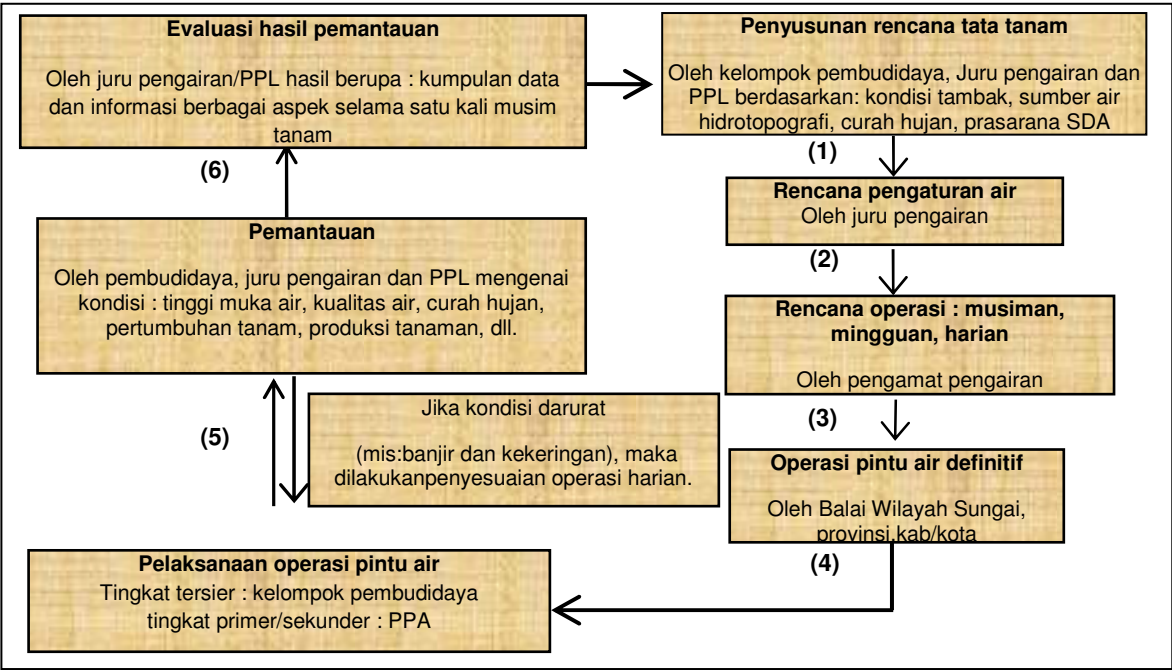 Evaluasi hasil pemantauan
Oleh juru pengairan/PPL hasil berupa : kumpulan data
dan informasi berbagai aspek selama satu kali musim
tanam
Penyusunan rencana tata tanam
Oleh kelompok pembudidaya, Juru pengairan dan
PPL berdasarkan: kondisi tambak, sumber air
hidrotopografi, curah hujan, prasarana SDA
(1)
Rencana pengaturan air
Oleh juru pengairan
(2)
Rencana operasi : musiman,
mingguan, harian
Oleh pengamat pengairan
(3)
Operasi pintu air definitif
Oleh Balai Wilayah Sungai,
provinsi,kab/kota
(4)
Pelaksanaan operasi pintu air
Tingkat tersier : kelompok pembudidaya
tingkat primer/sekunder : PPA
(5)
Jika kondisi darurat
(mis:banjir dan kekeringan), maka
dilakukanpenyesuaian operasi harian.
Pemantauan
Oleh pembudidaya, juru pengairan dan PPL mengenai
kondisi : tinggi muka air, kualitas air, curah hujan,
pertumbuhan tanam, produksi tanaman, dll.
(6)